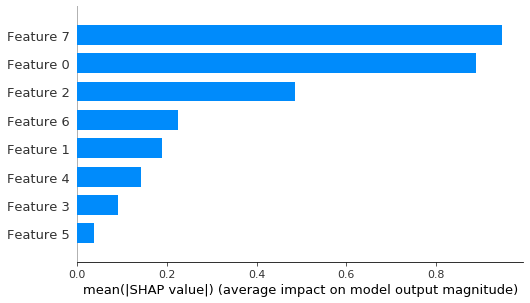 Feature 7
Feature 0
Feature 2
Feature 6
Feature 1
Feature 4
Feature 3
Feature 5
0.0 0.2 0.4 0.6 0.8
mean(|SHAP value|) (average impact on model output magnitude)